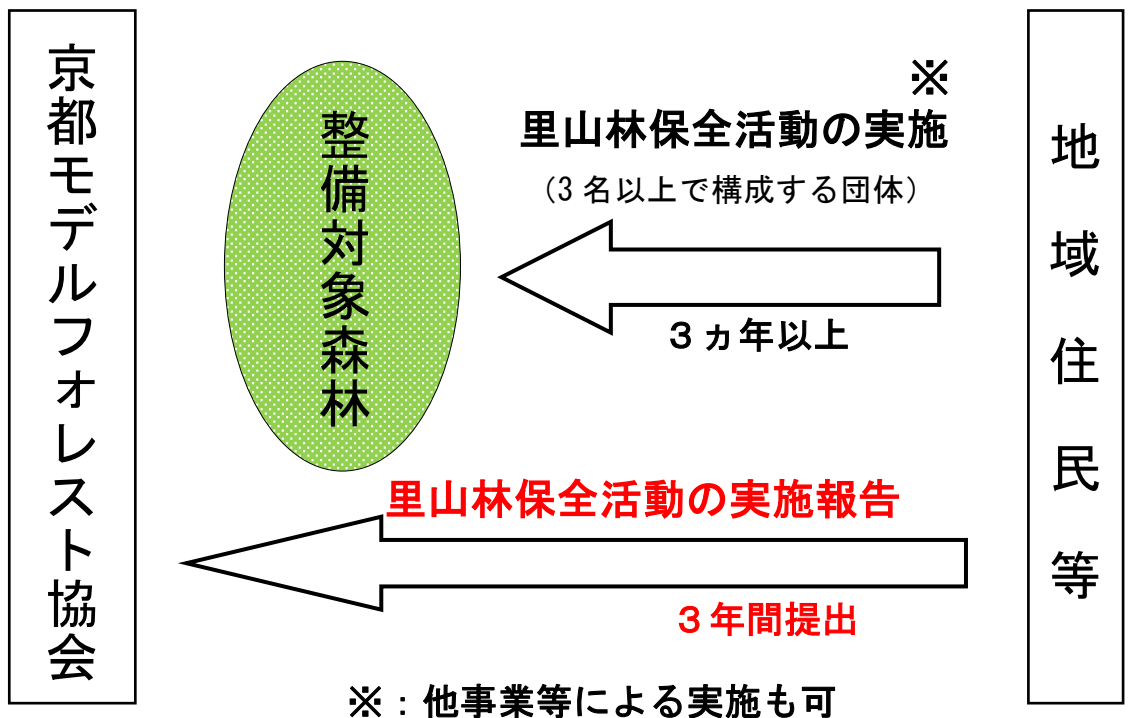 京都モデルフォレスト協会
整備対象森林
※
里山林保全活動の実施
（3 名以上で構成する団体）
３ヵ年以上
里山林保全活動の実施報告
３年間提出
地域住民等
※：他事業等による実施も可